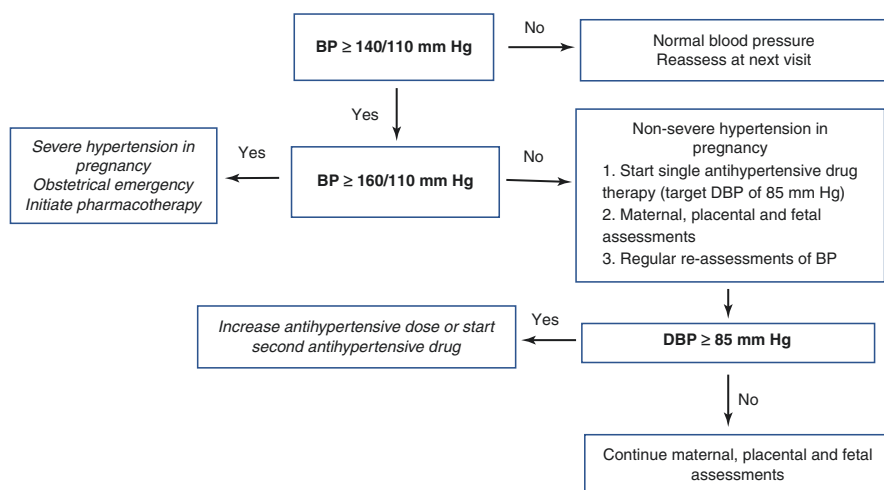 BP ≥ 140/110 mm Hg
No
Normal blood pressure
Reassess at next visit
Yes
Severe hypertension in
pregnancy
Obstetrical emergency
Initiate pharmacotherapy
Yes
BP ≥ 160/110 mm Hg
No
Non-severe hypertension in
pregnancy
1. Start single antihypertensive drug
therapy (target DBP of 85 mm Hg)
2. Maternal, placental and fetal
assessments
3. Regular re-assessments of BP
Increase antihypertensive dose or start
second antihypertensive drug
Yes
DBP ≥ 85 mm Hg
No
Continue maternal, placental and fetal
assessments